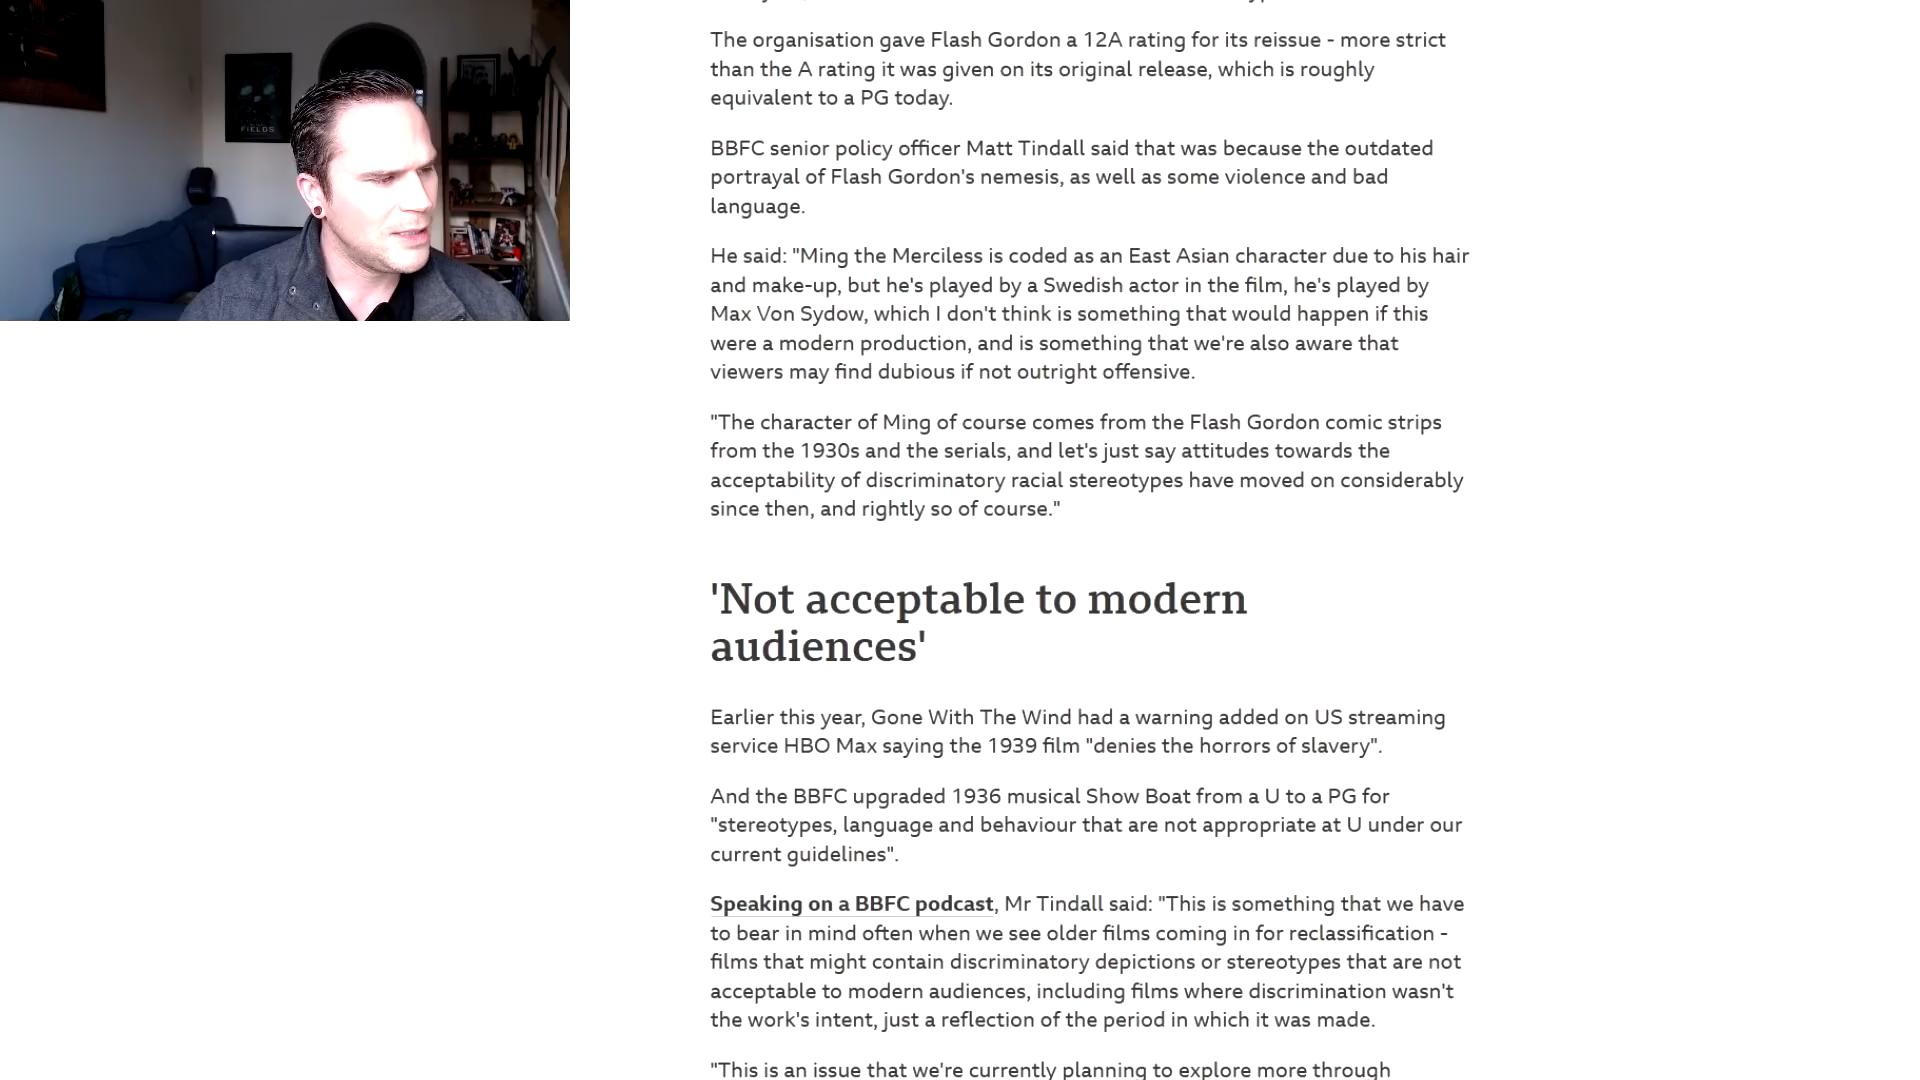 FIELDS
The organisation gave Flash Gordon a 12A rating for its reissue - more strict
than the A rating it was given on its original release, which is roughly
equivalent to a PG today.
BBFC senior policy officer Matt Tindall said that was because the outdated
portrayal of Flash Gordon's nemesis, as well as some violence and bad
language.
He said: "Ming the Merciless is coded as an East Asian character due to his hair
and make-up, but he's played by a Swedish actor in the film, he's played by
Max Von Sydow, which I don't think is something that would happen if this
were a modern production, and is something that we're also aware that
viewers may find dubious if not outright offensive.
"The character of Ming of course comes from the Flash Gordon comic strips
from the 1930s and the serials, and let's just say attitudes towards the
acceptability of discriminatory racial stereotypes have moved on considerably
since then, and rightly so of course."
'Not acceptable to modern
audiences'
Earlier this year, Gone With The Wind had a warning added on US streaming
service HBO Max saying the 1939 film "denies the horrors of slavery".
And the BBFC upgraded 1936 musical Show Boat from a U to a PG for
"stereotypes, language and behaviour that are not appropriate at U under our
current guidelines".
Speaking on a BBFC podcast, Mr Tindall said: "This is something that we have
to bear in mind often when we see older films coming in for reclassification -
films that might contain discriminatory depictions or stereotypes that are not
acceptable to modern audiences, including films where discrimination wasn't
the work's intent, just a reflection of the period in which it was made.
"This is an issue that we're currently planning to explore more through